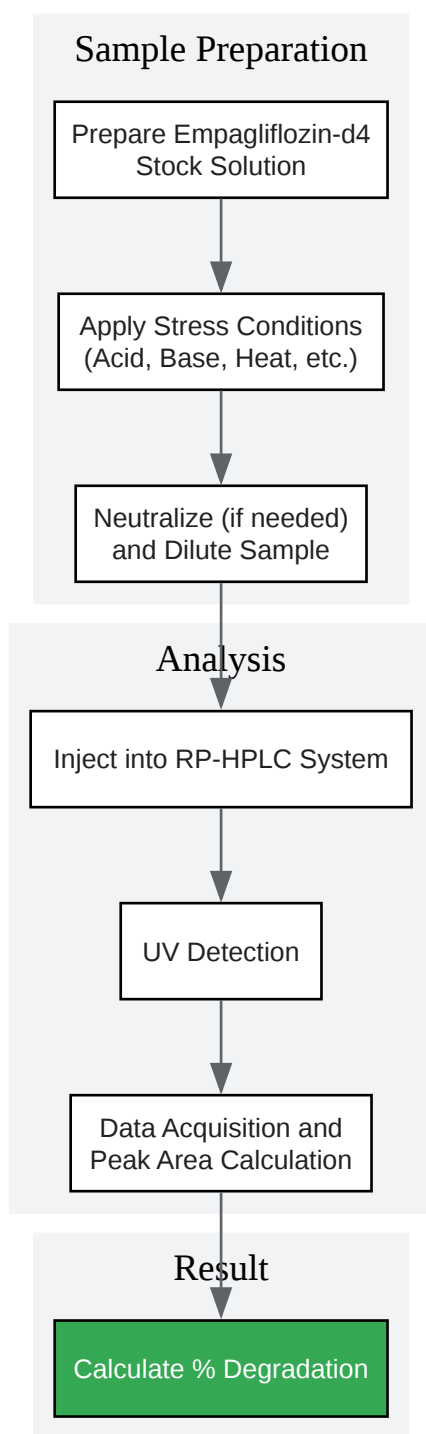 Sample Preparation
Prepare Empagliflozin-d4
Stock Solution
Apply Stress Conditions
(Acid, Base, Heat, etc.)
Neutralize (if needed)
and Dilute Sample
Analysis
Inject into RP-HPLC System
UV Detection
Data Acquisition and
Peak Area Calculation
Result
Calculate % Degradation